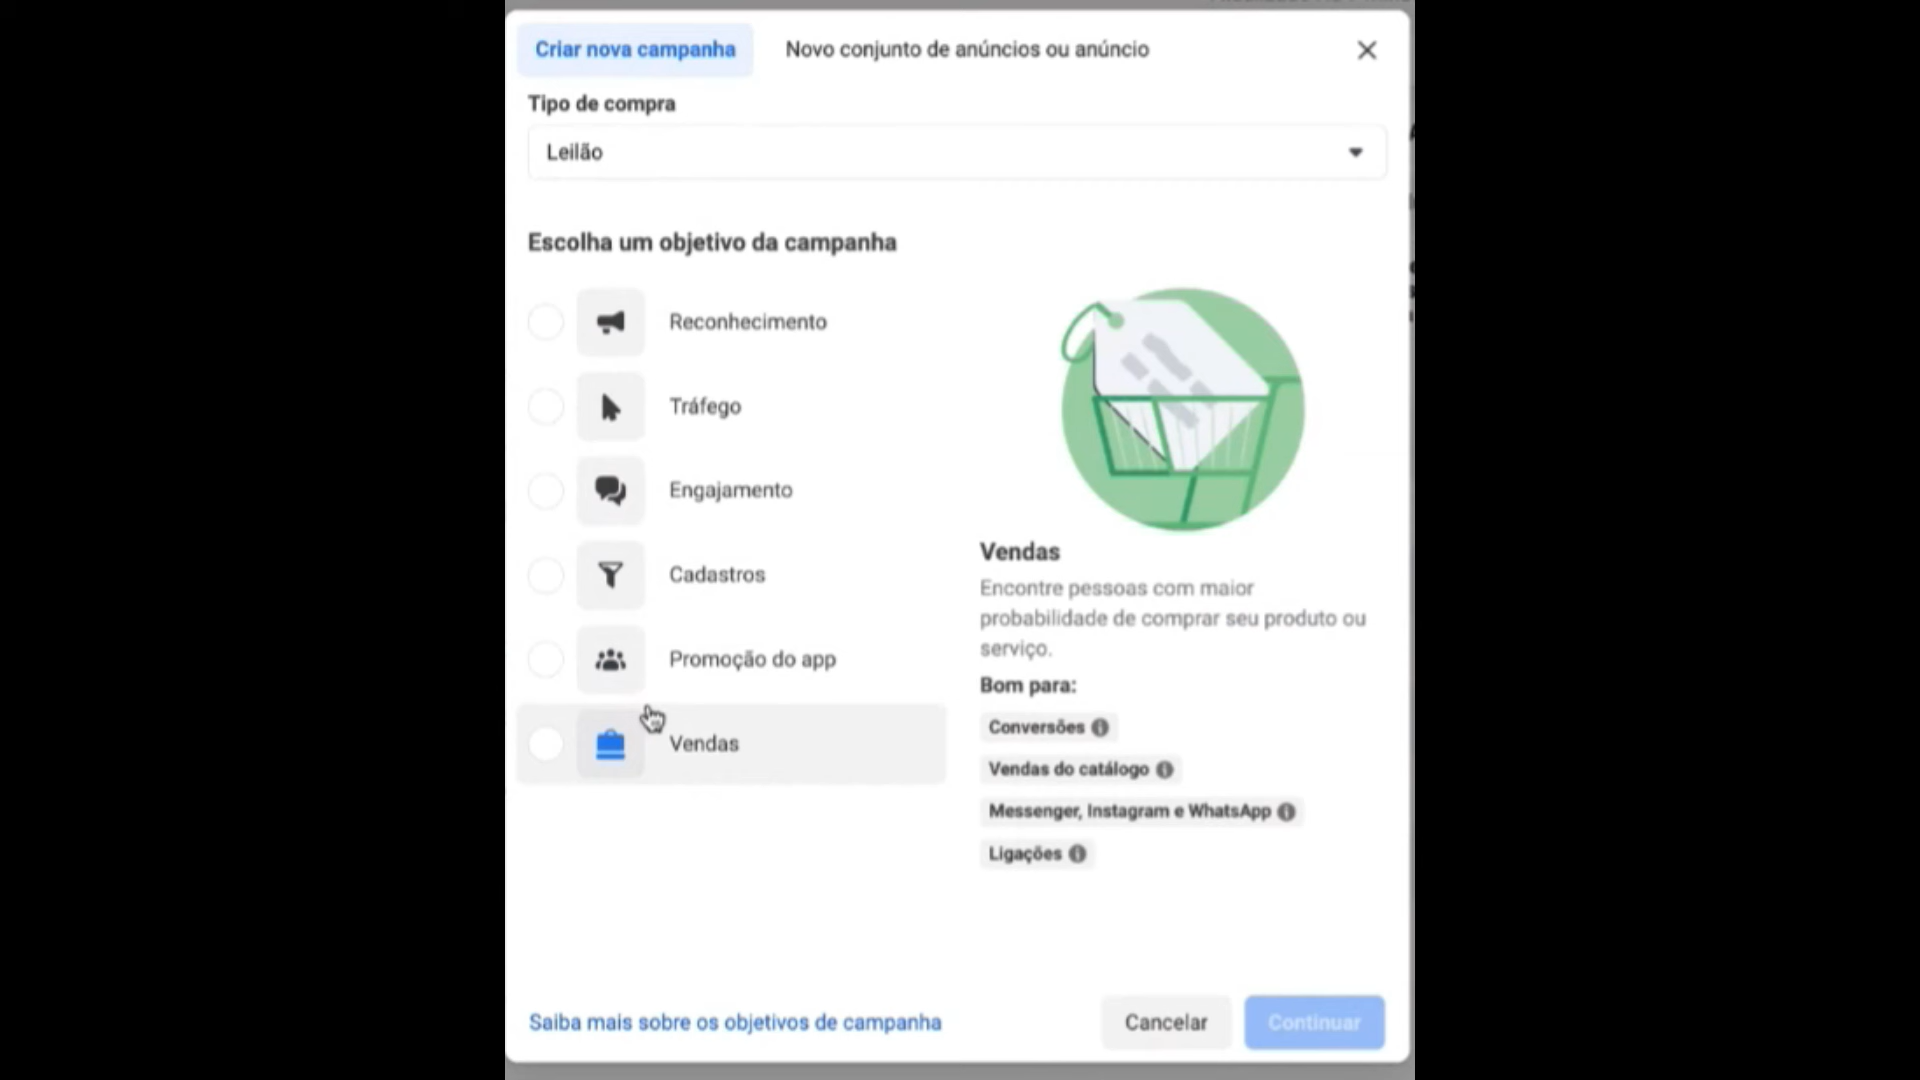 Criar nova campanha
Novo conjunto de anúncios ou anúncio
Tipo de compra
Leilão
Escolha um objetivo da campanha
Reconhecimento
Tráfego
Engajamento
Cadastros
Promoção do app
Vendas
Vendas
Encontre pessoas com maior
probabilidade de comprar seu produto ou
serviço.
Bom para:
Conversões
Vendas do catálogo
Messenger, Instagram e WhatsApp
Ligações
Saiba mais sobre os objetivos de campanha
Cancelar
Continuar